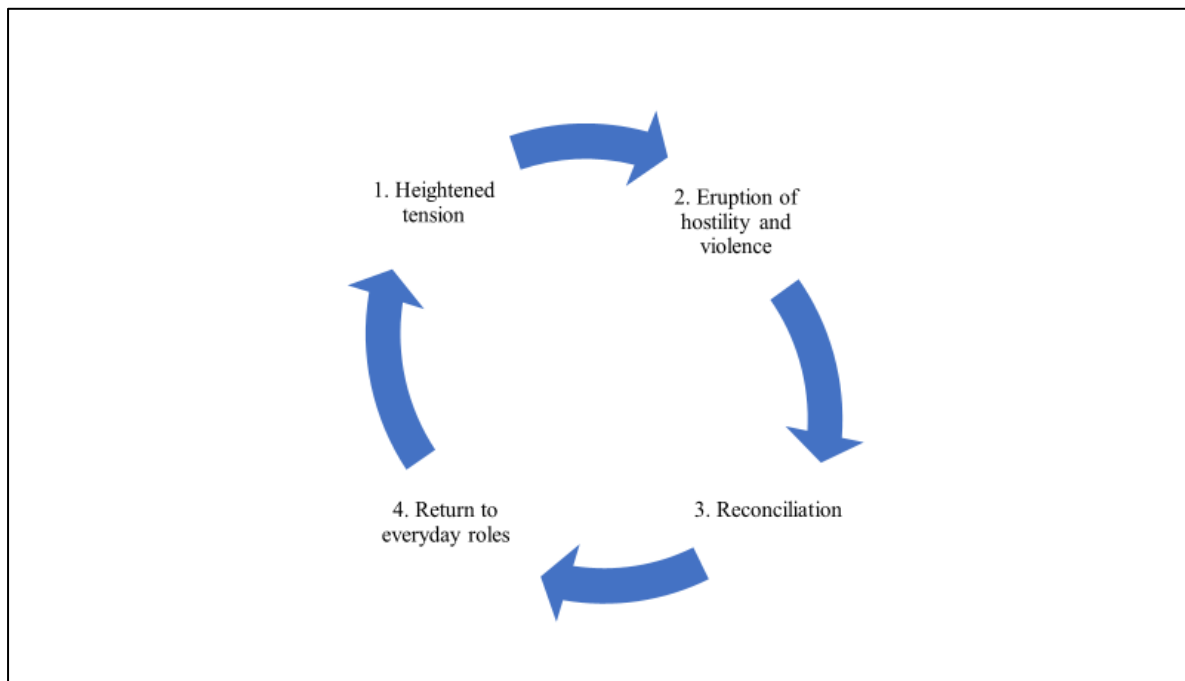 1. Heightened
tension
2. Eruption of
hostility and
violence
3. Reconciliation
4. Return to
everyday roles